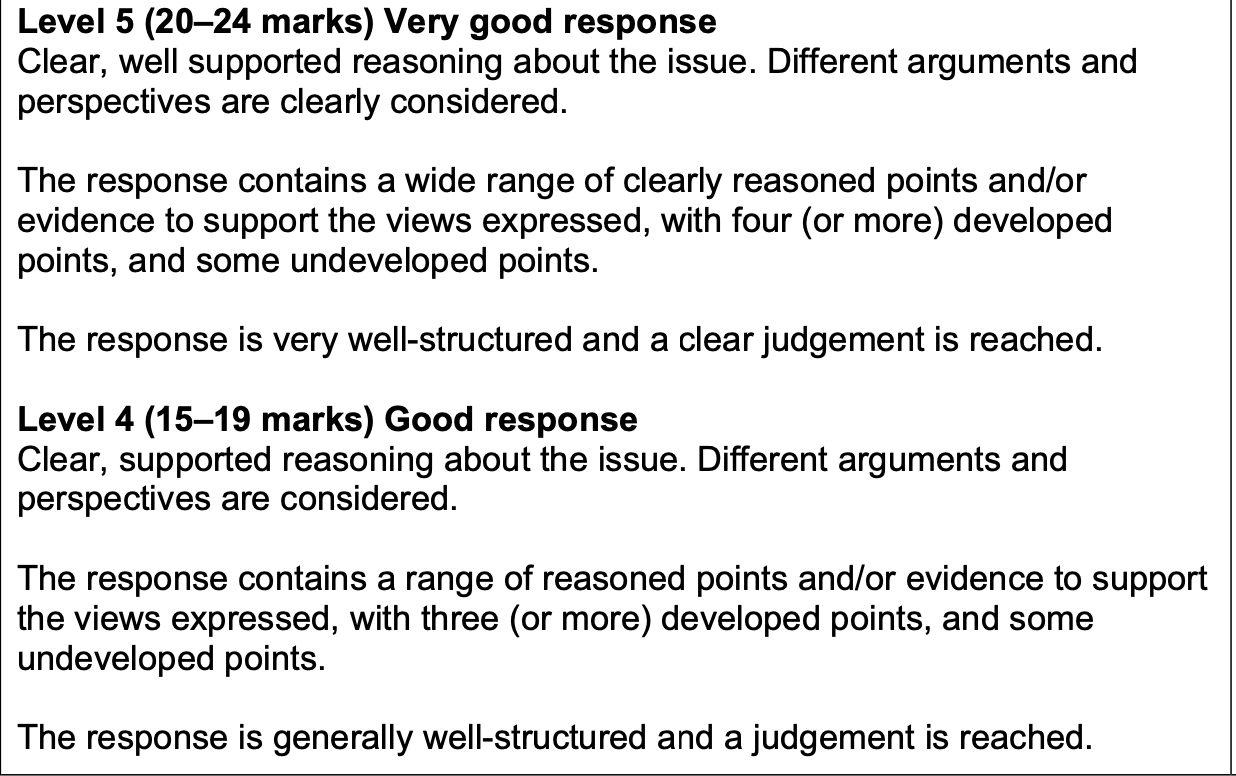 Level 5 (20–24 marks) Very good response
Clear, well supported reasoning about the issue. Different arguments and
perspectives are clearly considered.
The response contains a wide range of clearly reasoned points and/or
evidence to support the views expressed, with four (or more) developed
points, and some undeveloped points.
The response is very well-structured and a clear judgement is reached.
Level 4 (15–19 marks) Good response
Clear, supported reasoning about the issue. Different arguments and
perspectives are considered.
The response contains a range of reasoned points and/or evidence to support
the views expressed, with three (or more) developed points, and some
undeveloped points.
The response is generally well-structured and a judgement is reached.